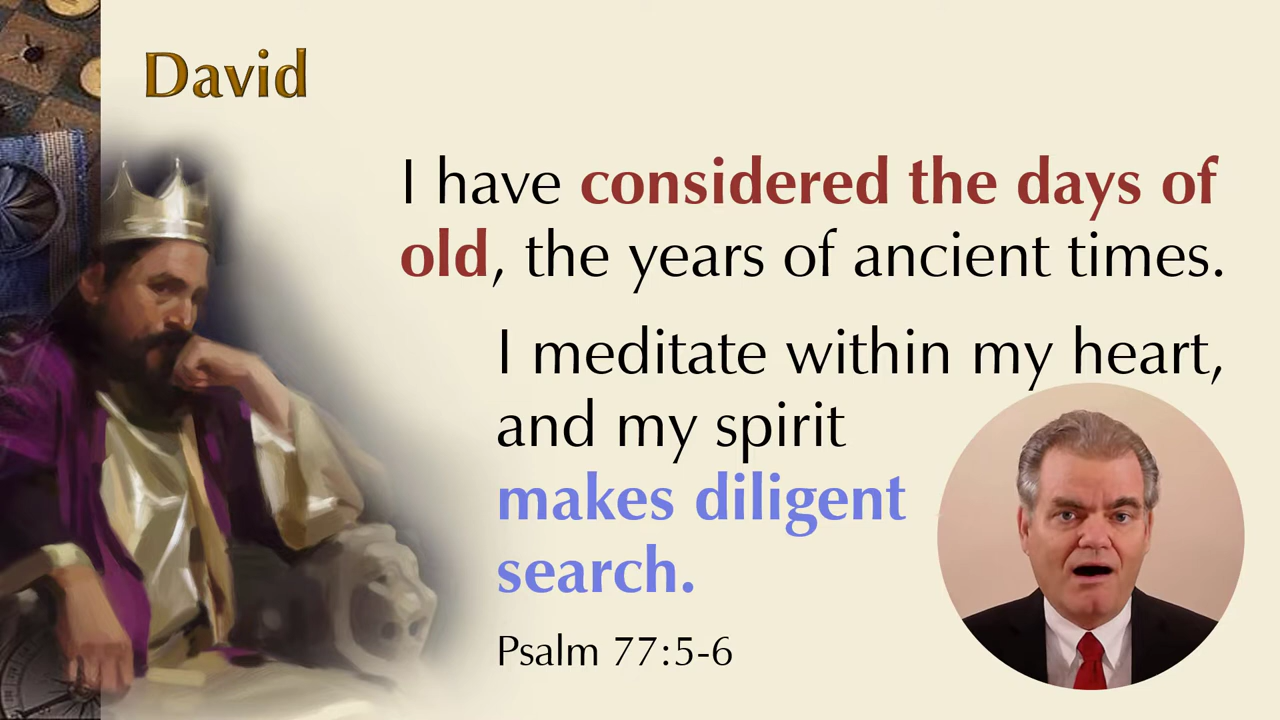 David
I have considered the days of
old, the years of ancient times.
I meditate within my heart,
and my spirit
makes diligent
search.
Psalm 77:5-6